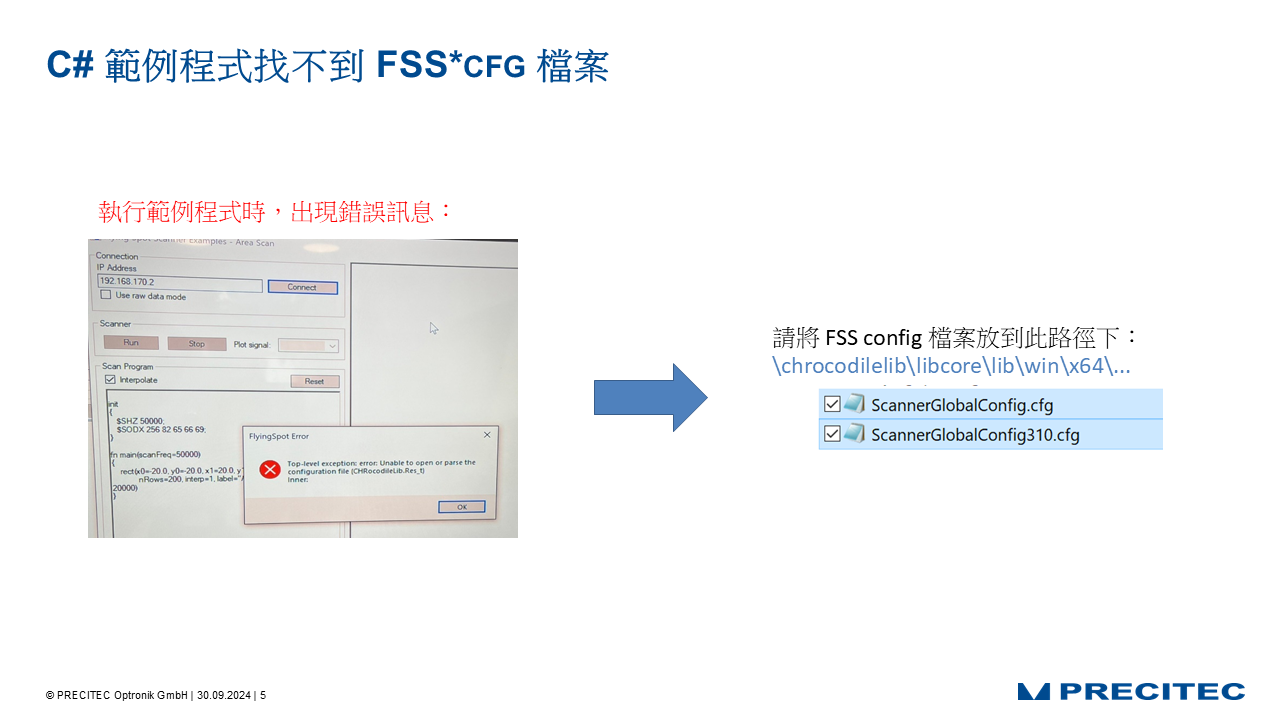 C# 範例程式找不到 FSS*CFG 檔案
執行範例程式時，出現錯誤訊息：
Flying Spot Scanner Examples - Area Scan
Connection
IP Address
192.168.170.2
Connect
Use raw data mode
Scanner
Run
Stop
Plot signal:
Scan Program
Interpolate
Reset
init
{
$SHZ 50000;
$SODX 256 82 65 66 69;
}
fn main(scanFreq=50000)
{
rect(x0=-20.0, y0=-20.0, x1=20.0, y
nRows=200, interp=1, label="
20000)
}
FlyingSpot Error
Top-level exception: error: Unable to open or parse the
configuration file (CHRocodileLib.Res_t)
Inner:
OK
請將 FSS config 檔案放到此路徑下：
\chrocodilelib\libcore\lib\win\x64\...
ScannerGlobalConfig.cfg
ScannerGlobalConfig310.cfg
© PRECITEC Optronik GmbH | 30.09.2024 | 5
PRECITEC